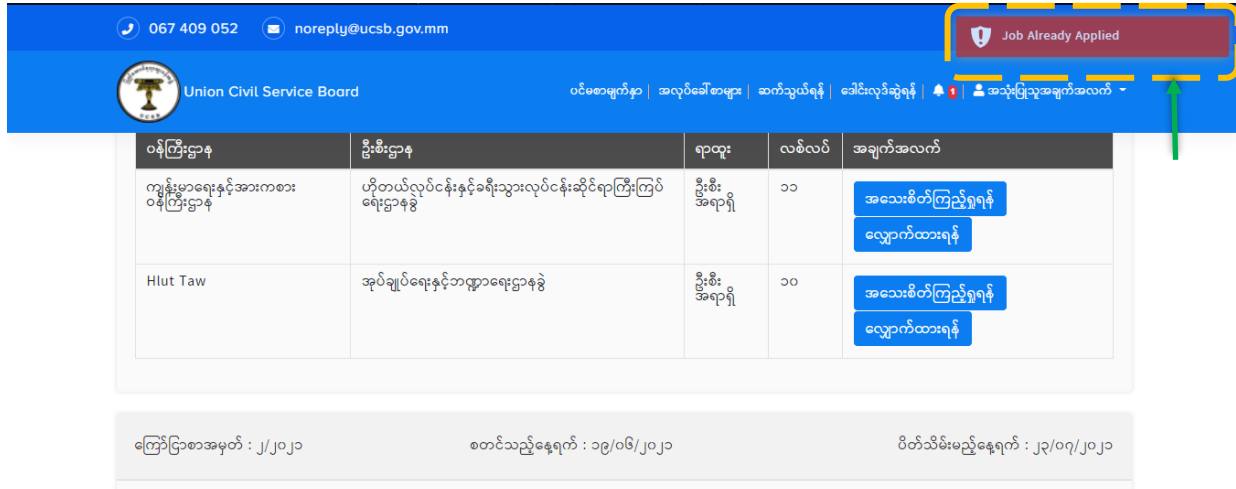 067 409 052 noreply@ucsb.gov.mm
Job Already Applied
Union Civil Service Board
ပင်မစာမျက်နှာ | အလုပ်ခေါ်စာများ | ဆက်သွယ်ရန် | ဒေါင်းလုဒ်ဆွဲရန် | 1 | အသုံးပြုသူအချက်အလက်
ဝန်ကြီးဌာန ဦးစီးဌာန ရာထူး လစ်လပ် အချက်အလက်
ကျန်းမာရေးနှင့်အားကစား ဟိုတယ်လုပ်ငန်းနှင့်ခရီးသွားလုပ်ငန်းဆိုင်ရာကြီးကြပ် ဦးစီး ၁၁
ဝန်ကြီးဌာန ရေးဌာနခွဲ အရာရှိ
အသေးစိတ်ကြည့်ရှုရန်
လျှောက်ထားရန်
Hlut Taw အုပ်ချုပ်ရေးနှင့်ဘဏ္ဍာရေးဌာနခွဲ ဦးစီး ၁၀
အရာရှိ
အသေးစိတ်ကြည့်ရှုရန်
လျှောက်ထားရန်
ကြော်ငြာစာအမှတ် : ၂/၂၀၂၁ စတင်သည့်နေ့ရက် : ၁၉/၀၆/၂၀၂၁ ပိတ်သိမ်းမည့်နေ့ရက် : ၂၃/၀၇/၂၀၂၁